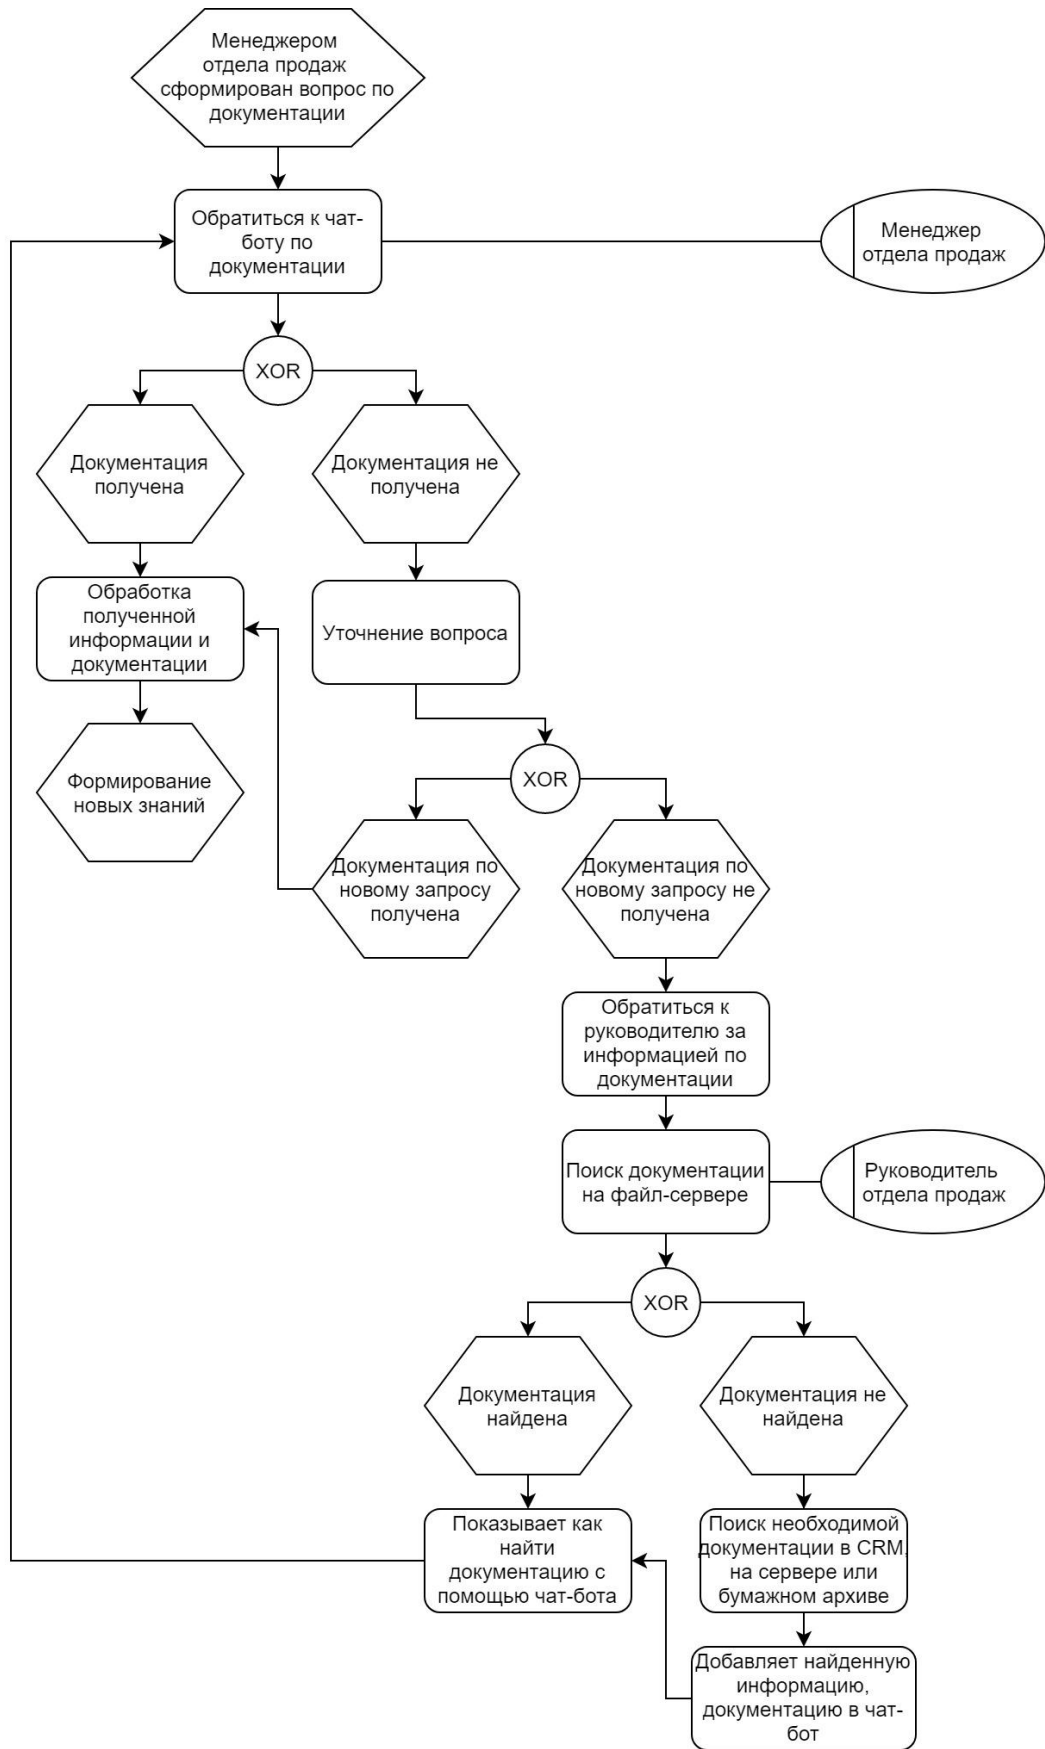 Менеджером
отдела продаж
сформирован вопрос по
документации
Обратиться к чат-
боту по
документации
Менеджер
отдела продаж
XOR
Документация
получена
Документация не
получена
Обработка
полученной
информации и
документации
Уточнение вопроса
Формирование
новых знаний
XOR
Документация по
новому запросу
получена
Документация по
новому запросу не
получена
Обратиться к
руководителю за
информацией по
документации
Поиск документации
на файл-сервере
Руководитель
отдела продаж
XOR
Документация
найдена
Документация не
найдена
Показывает как
найти
документацию с
помощью чат-бота
Поиск необходимой
документации в CRM,
на сервере или
бумажном архиве
Добавляет найденную
информацию,
документацию в чат-
бот